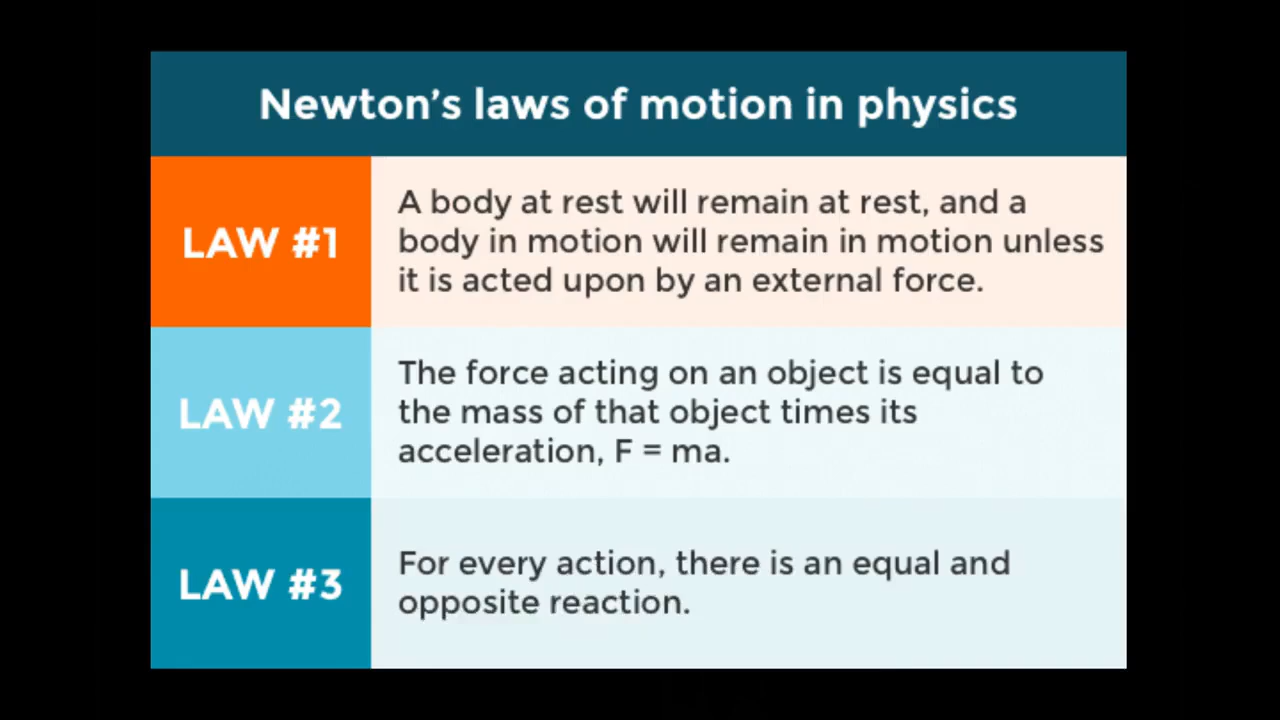 Newton’s laws of motion in physics
LAW #1
A body at rest will remain at rest, and a
body in motion will remain in motion unless
it is acted upon by an external force.
LAW #2
The force acting on an object is equal to
the mass of that object times its
acceleration, F = ma.
LAW #3
For every action, there is an equal and
opposite reaction.